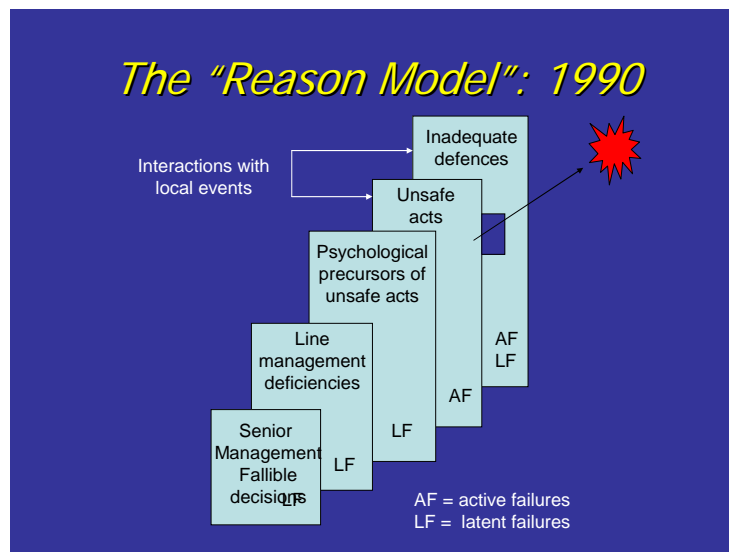 The "Reason Model": 1990
Inadequate
defences
Interactions with
local events
Unsafe
acts
Psychological
precursors of
unsafe acts
Line
management
deficiencies
Senior
Management
Fallible
decisions
LF
LF
LF
AF
AF
LF
AF = active failures
LF = latent failures